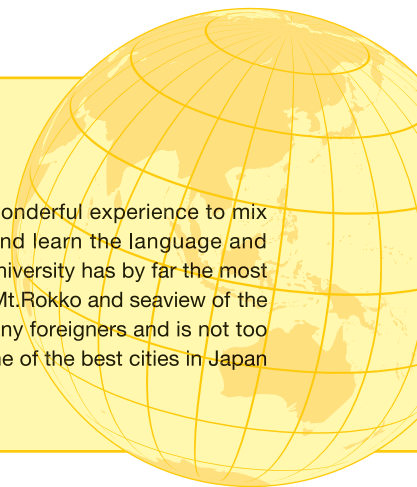 onderful experience to mix
nd learn the language and
niversity has by far the most
Mt.Rokko and seaview of the
ny foreigners and is not too
e of the best cities in Japan